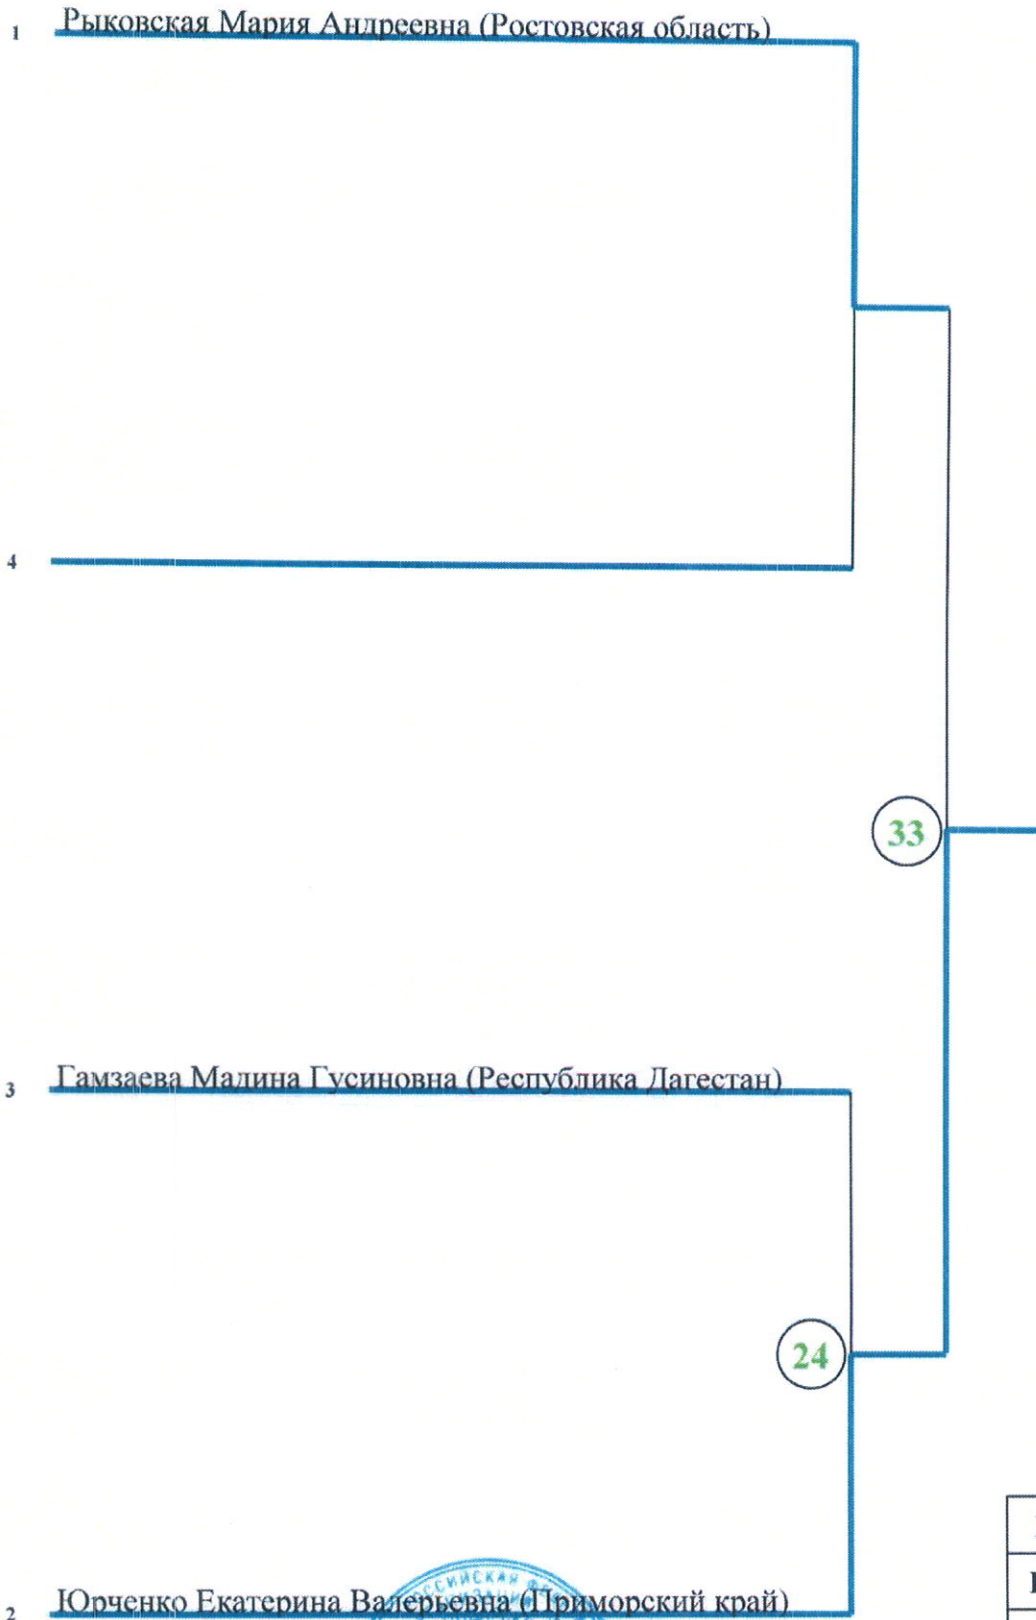 1 Рыковская Мария Андреевна (Ростовская область)
4
33
3 Гамзаева Малина Гусиновна (Республика Дагестан)
24
2 Юрченко Екатерина Валерьевна (Приморский край)